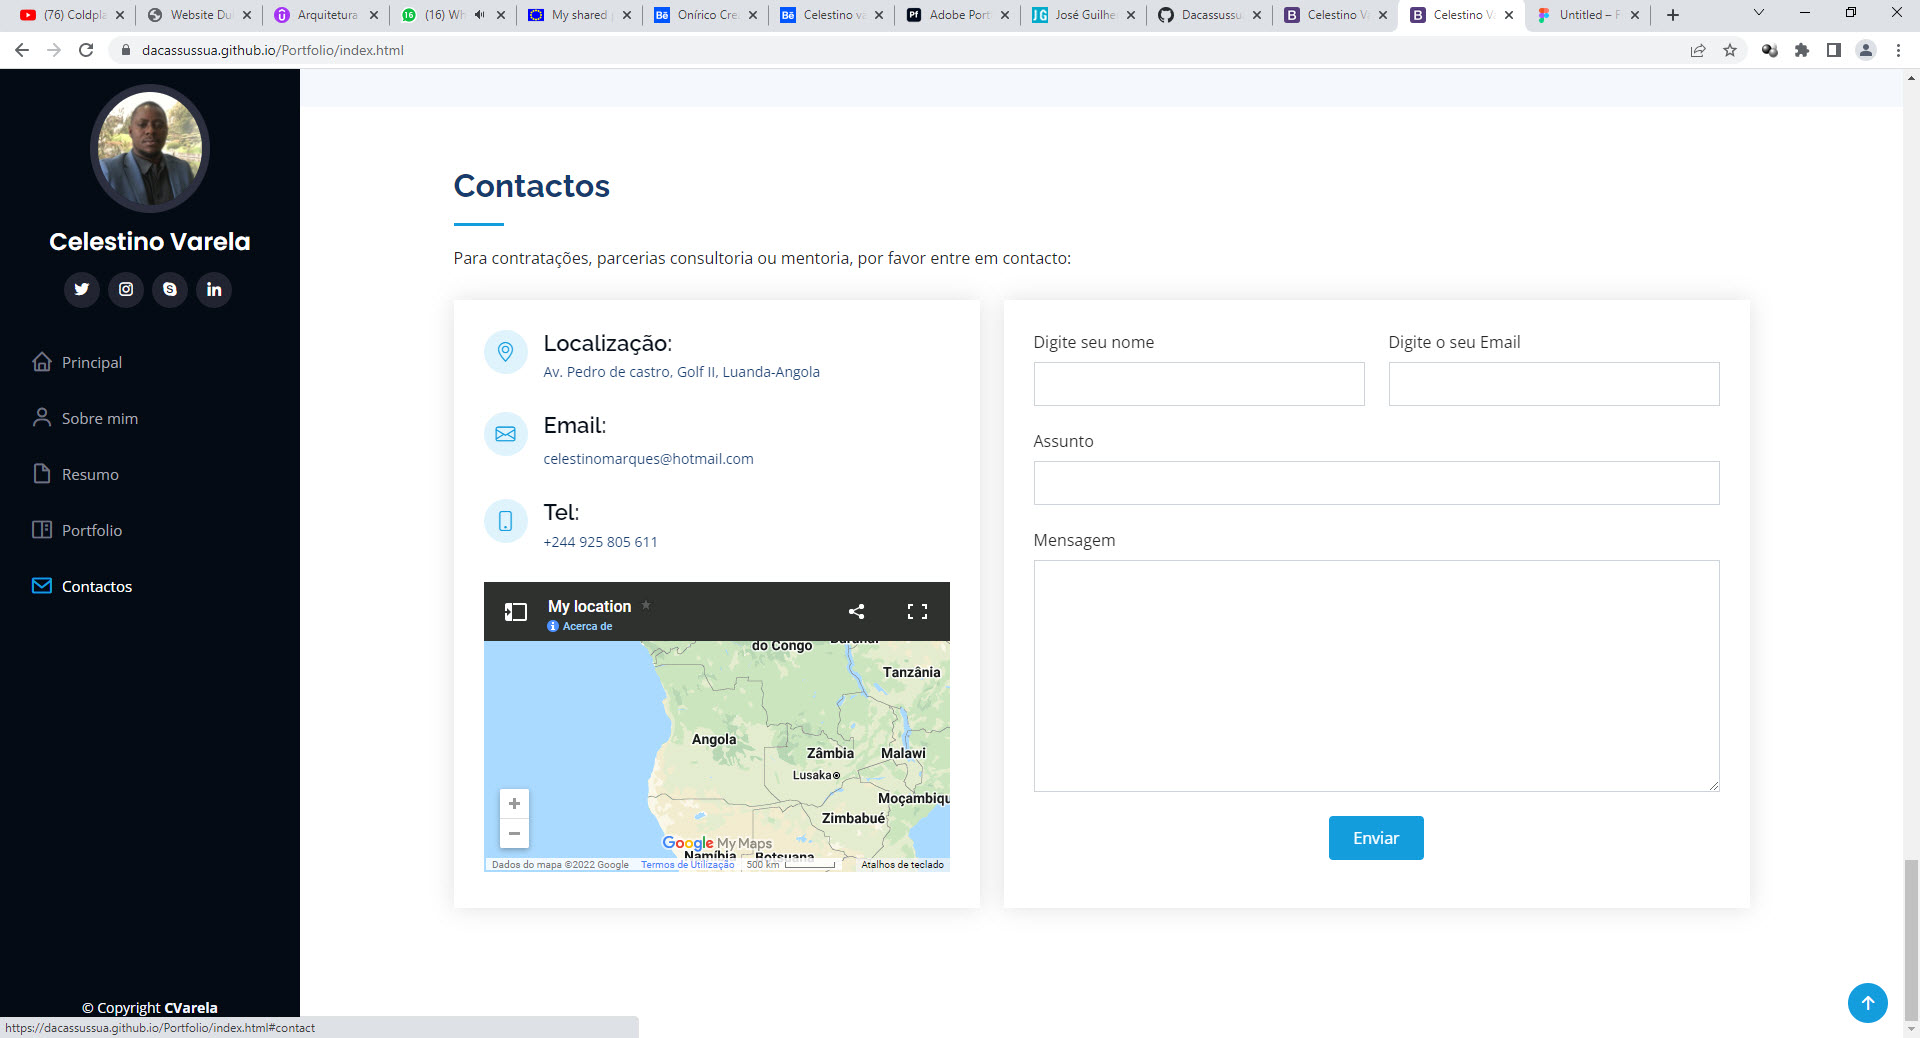 (76) Coldpla
Website Du
Arquitetura
(16) Wh
My shared
Onírico Cre
Celestino va
Adobe Port
José Guilhe
Dacassussu
Celestino V
Celestino V
Untitled – F
dacassussua.github.io/Portfolio/index.html
Celestino Varela
Principal
Sobre mim
Resumo
Portfolio
Contactos
© Copyright CVarela
https://dacassussua.github.io/Portfolio/index.html#contact
Contactos
Para contratações, parcerias consultoria ou mentoria, por favor entre em contacto:
Localização:
Av. Pedro de castro, Golf II, Luanda-Angola
Email:
celestinomarques@hotmail.com
Tel:
+244 925 805 611
My location
Acerca de
do Congo
Tanzânia
Angola
Zâmbia
Malawi
Lusaka
Moçambiqu
Zimbabué
Google My Maps
Namíbia
Botsuana
Dados do mapa ©2022 Google
Termos de Utilização
500 km
Atalhos de teclado
Digite seu nome
Digite o seu Email
Assunto
Mensagem
Enviar